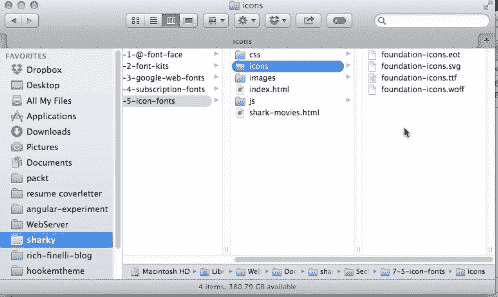 icons
icons
FAVORITES
Dropbox
Desktop
All My Files
Applications
Downloads
Pictures
Documents
packt
resume coverletter
angular-experiment
WebServer
sharky
rich-finelli-blog
hookemtheme
-1-@-font-face
-2-font-kits
-3-google-web-fonts
-4-subscription-fonts
-5-icon-fonts
css
icons
images
index.html
js
shark-movies.html
foundation-icons.eot
foundation-icons.svg
foundation-icons.ttf
foundation-icons.woff
Macintosh HD Libr Web Doc shar Sect 7-5-icon-fonts icons
4 items, 380.79 GB available